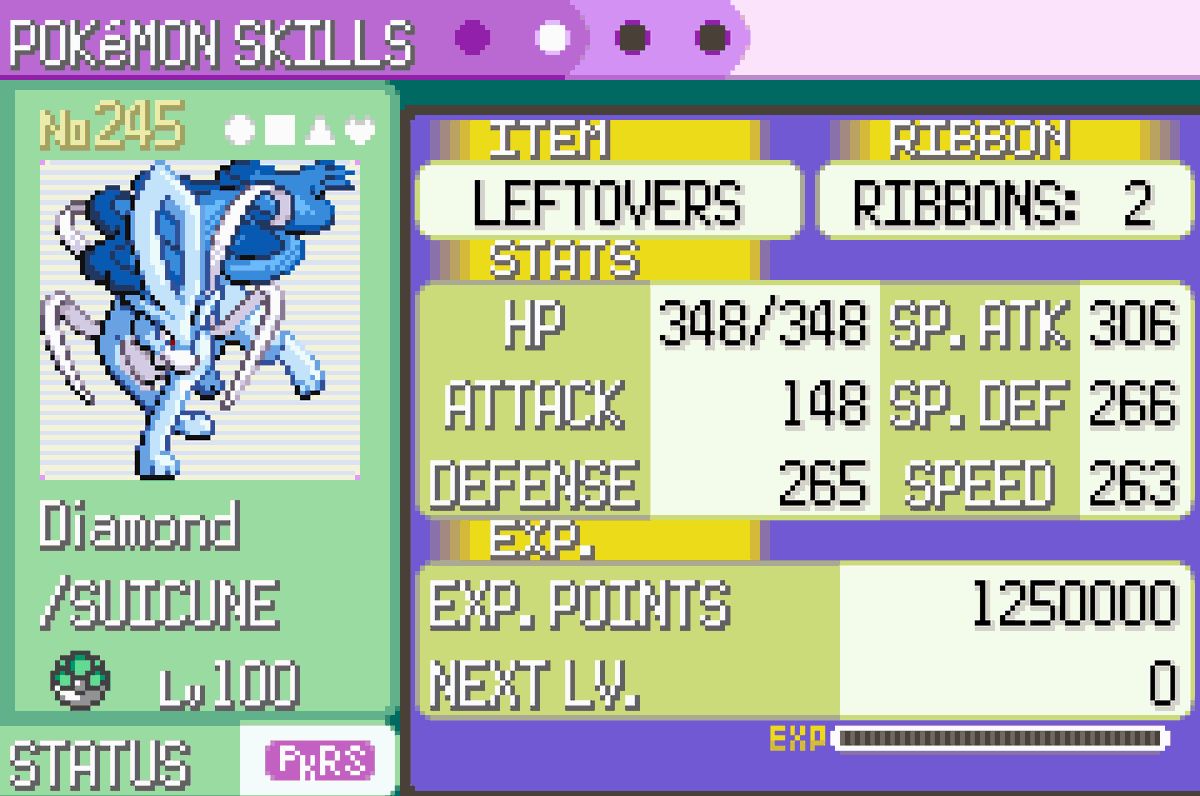 POKéMON SKILLS
No245
ITEM RIBBON
LEFTOVERS RIBBONS: 2
STATS
HP 348/348 SP. ATK 306
ATTACK 148 SP. DEF 266
DEFENSE 265 SPEED 263
Diamond
/SUICUNE
Lv100
EXP.
EXP. POINTS 1250000
NEXT LV. 0
EXP
STATUS PxRS